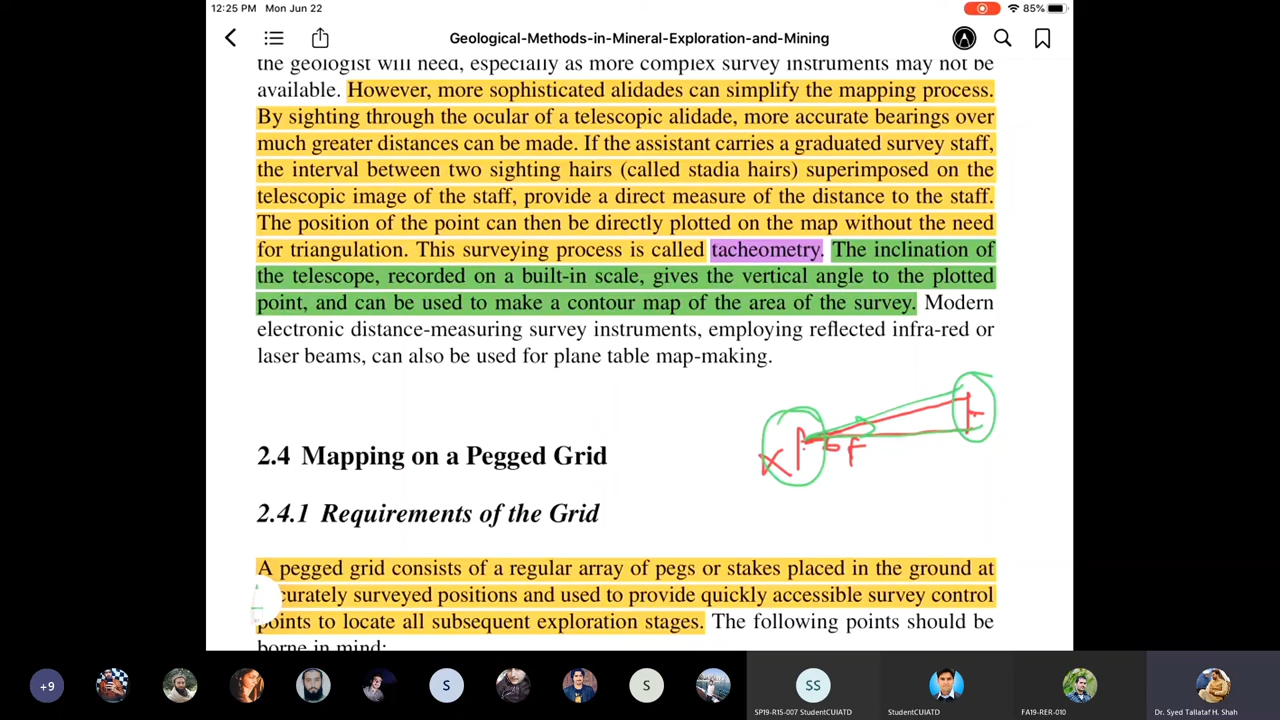 12:25 PM Mon Jun 22
85%
Geological-Methods-in-Mineral-Exploration-and-Mining
the geologist will need, especially as more complex survey instruments may not be
available. However, more sophisticated alidades can simplify the mapping process.
By sighting through the ocular of a telescopic alidade, more accurate bearings over
much greater distances can be made. If the assistant carries a graduated survey staff,
the interval between two sighting hairs (called stadia hairs) superimposed on the
telescopic image of the staff, provide a direct measure of the distance to the staff.
The position of the point can then be directly plotted on the map without the need
for triangulation. This surveying process is called tacheometry. The inclination of
the telescope, recorded on a built-in scale, gives the vertical angle to the plotted
point, and can be used to make a contour map of the area of the survey. Modern
electronic distance-measuring survey instruments, employing reflected infra-red or
laser beams, can also be used for plane table map-making.
2.4 Mapping on a Pegged Grid
2.4.1 Requirements of the Grid
A pegged grid consists of a regular array of pegs or stakes placed in the ground at
curately surveyed positions and used to provide quickly accessible survey control
points to locate all subsequent exploration stages. The following points should be
borne in mind:
+9
S
S
SS
SP19-R1S-007 StudentCUIATD
StudentCUIATD
FA19-RER-010
Dr. Syed Tallataf H. Shah